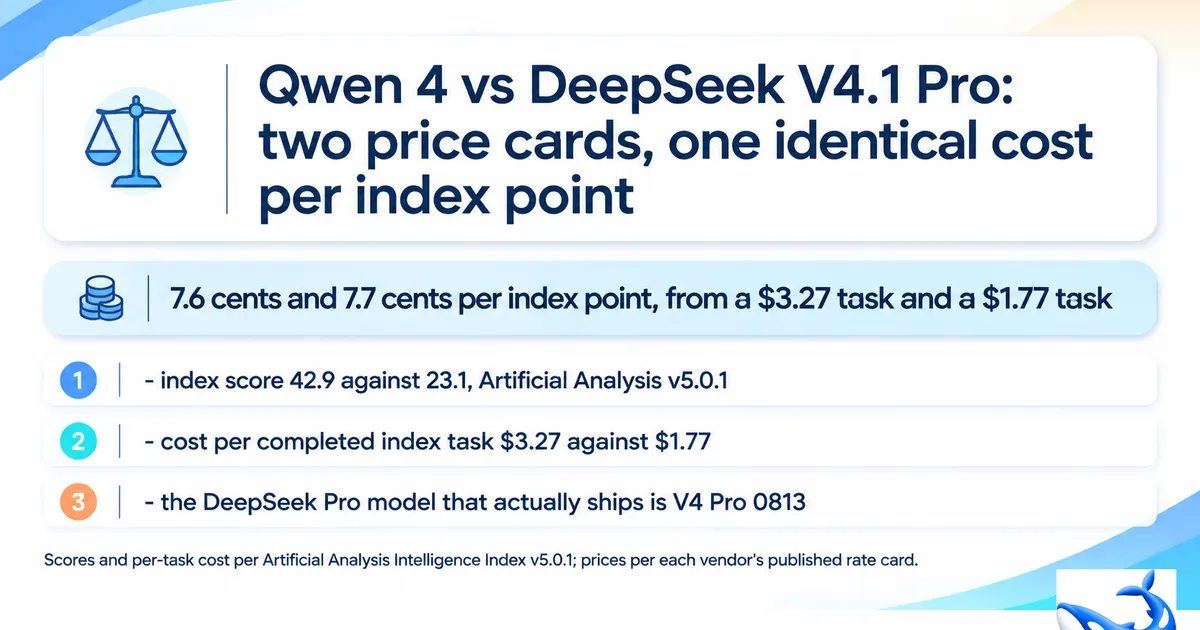 Qwen 4 vs DeepSeek V4.1 Pro:
two price cards, one identical cost
per index point
7.6 cents and 7.7 cents per index point, from a $3.27 task and a $1.77 task
1
- index score 42.9 against 23.1, Artificial Analysis v5.0.1
2
- cost per completed index task $3.27 against $1.77
3
- the DeepSeek Pro model that actually ships is V4 Pro 0813
Scores and per-task cost per Artificial Analysis Intelligence Index v5.0.1; prices per each vendor's published rate card.